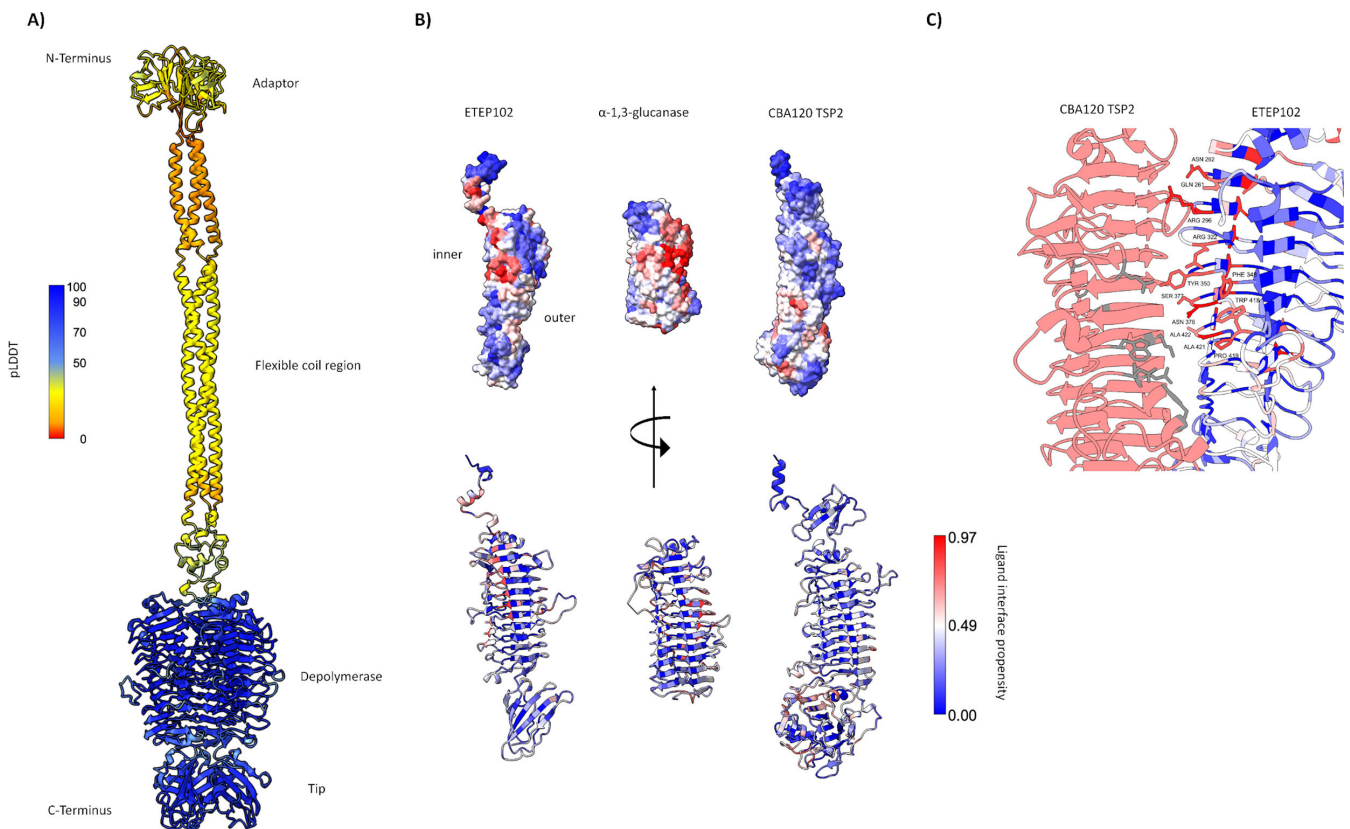 A)
N-Terminus
Adaptor
100
90
70
50
0
pLDDT
Flexible coil region
Depolymerase
Tip
C-Terminus
B)
ETEP102
α-1,3-glucanase
CBA120 TSP2
inner
outer
0.97
0.49
0.00
Ligand interface propensity
C)
CBA120 TSP2
ETEP102
ASN 262
GLN 261
ARG 296
ARG 322
PHE 348
TYR 350
SER 377
TRP 418
ASN 376
ALA 422
ALA 421
PRO 419